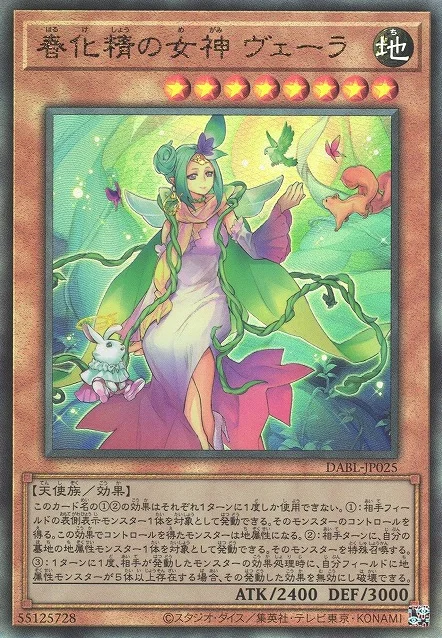 春化精の女神 ヴェーラ
地
DABL-JP025
【天使族／効果】
このカード名の①②の効果はそれぞれ1ターンに1度しか使用できない。①：相手フィ
ールドの表側表示モンスター1体を対象として発動できる。そのモンスターのコントロールを
得る。この効果でコントロールを得たモンスターは地属性になる。②：相手ターンに、自分の
墓地の地属性モンスター1体を対象として発動できる。そのモンスターを特殊召喚する。
③：1ターンに1度、相手が発動したモンスターの効果処理時に、自分フィールドに地
属性モンスターが5体以上存在する場合、その発動した効果を無効にし破壊できる。
ATK/2400 DEF/3000
55125728
©スタジオ・ダイス／集英社・テレビ東京・KONAMI